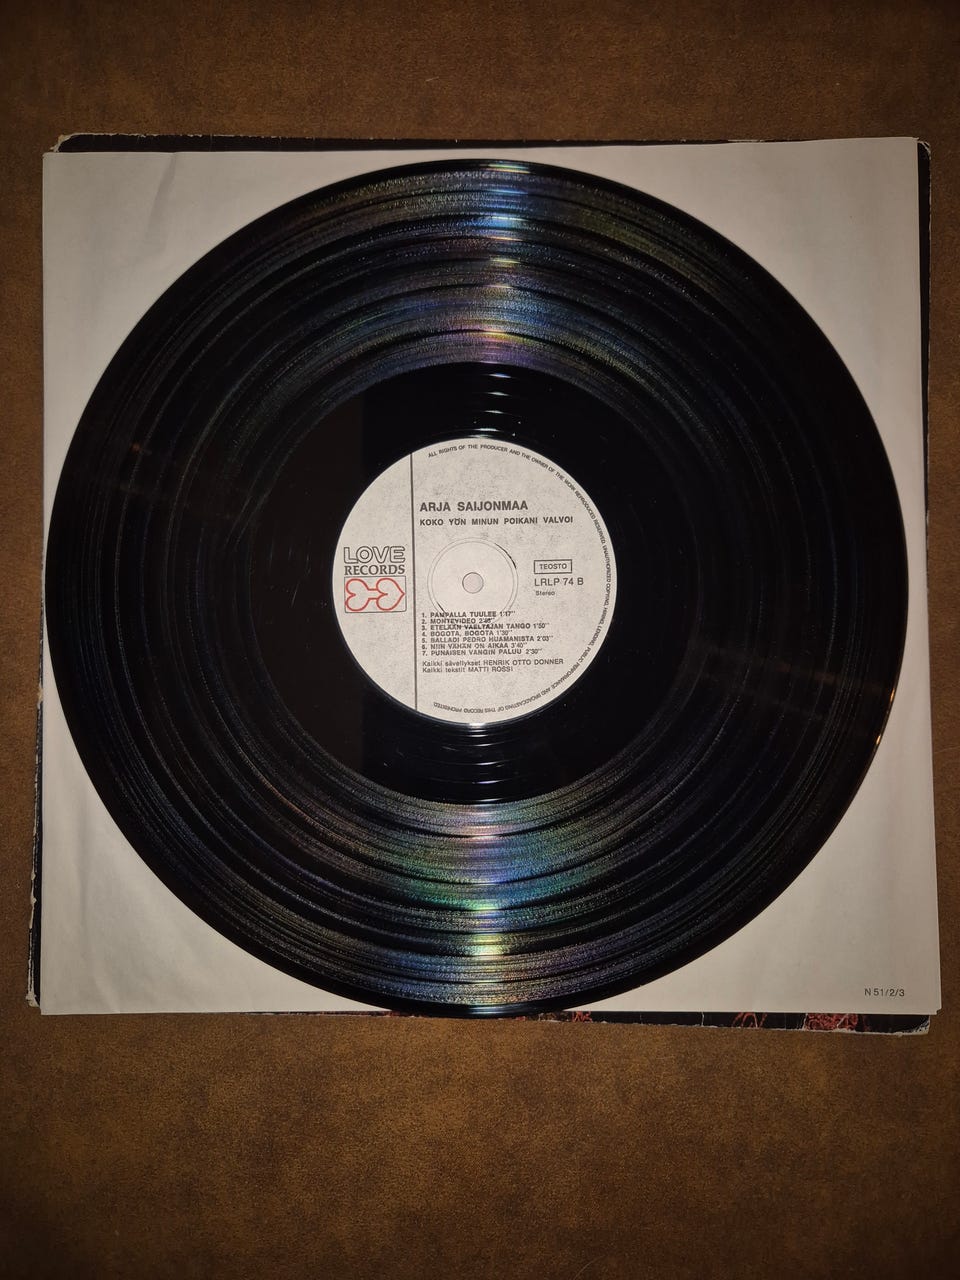 ALL RIGHTS OF THE PRODUCER AND THE OWNER OF THE WORK REPRODUCED RESERVED. UNAUTHORIZED COPYING, HIRING, LENDING, PUBLIC PERFORMANCE AND BROADCASTING OF THIS RECORD PROHIBITED.
ARJA SAIJONMAA
KOKO YÖN MINUN POIKANI VALVOI
LOVE
RECORDS
TEOSTO
LRLP 74 B
Stereo
1. PAMPALLA TUULEE 1'17''
2. MONTEVIDEO
3. ETELÄÄN VAELTAJAN TANGO 1'50''
4. BOGOTA, BOGOTA 1'30''
5. BALLADI PEDRO HUAMANISTA 2'03''
6. NIIN VÄHÄN ON AIKAA 3'40''
7. PUNAISEN VANGIN PALUU 2'30''
Kaikki sävellykset HENRIK OTTO DONNER
Kaikki tekstit MATTI ROSSI
N 51/2/3